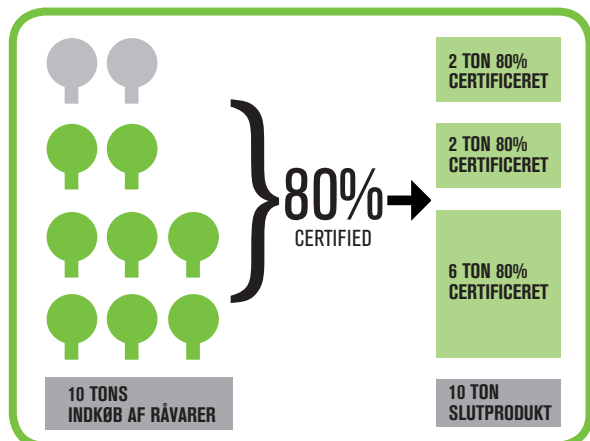 80%
CERTIFIED
2 TON 80%
CERTIFICERET
2 TON 80%
CERTIFICERET
6 TON 80%
CERTIFICERET
10 TONS
INDKØB AF RÅVARER
10 TON
SLUTPRODUKT